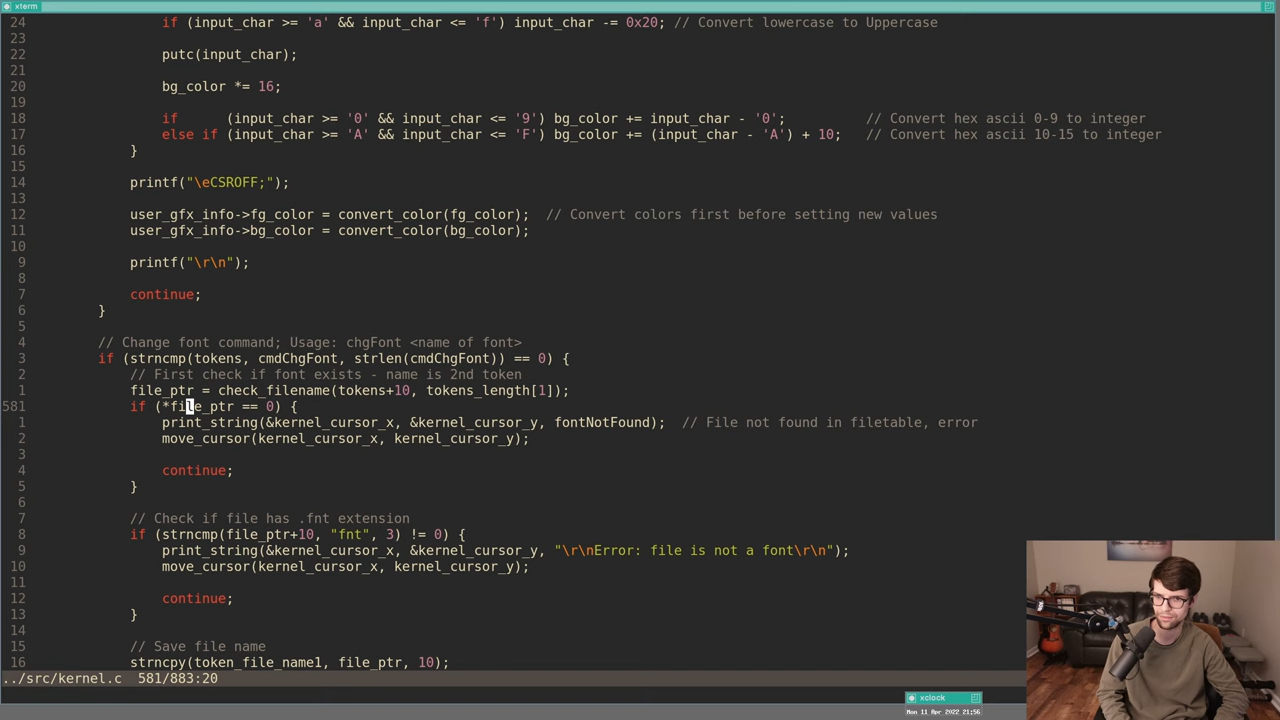 xterm
24 if (input_char >= 'a' && input_char <= 'f') input_char -= 0x20; // Convert lowercase to Uppercase
23
22 putc(input_char);
21
20 bg_color *= 16;
19
18 if (input_char >= '0' && input_char <= '9') bg_color += input_char - '0'; // Convert hex ascii 0-9 to integer
17 else if (input_char >= 'A' && input_char <= 'F') bg_color += (input_char - 'A') + 10; // Convert hex ascii 10-15 to integer
16 }
15
14 printf("\eCSROFF;");
13
12 user_gfx_info->fg_color = convert_color(fg_color); // Convert colors first before setting new values
11 user_gfx_info->bg_color = convert_color(bg_color);
10
9 printf("\r\n");
8
7 continue;
6 }
5
4 // Change font command; Usage: chgFont <name of font>
3 if (strncmp(tokens, cmdChgFont, strlen(cmdChgFont)) == 0) {
2 // First check if font exists - name is 2nd token
1 file_ptr = check_filename(tokens+10, tokens_length[1]);
581 if (*file_ptr == 0) {
1 print_string(&kernel_cursor_x, &kernel_cursor_y, fontNotFound); // File not found in filetable, error
2 move_cursor(kernel_cursor_x, kernel_cursor_y);
3
4 continue;
5 }
6
7 // Check if file has .fnt extension
8 if (strncmp(file_ptr+10, "fnt", 3) != 0) {
9 print_string(&kernel_cursor_x, &kernel_cursor_y, "\r\nError: file is not a font\r\n");
10 move_cursor(kernel_cursor_x, kernel_cursor_y);
11
12 continue;
13 }
14
15 // Save file name
16 strncpy(token_file_name1, file_ptr, 10);
../src/kernel.c 581/883:20
xclock
Mon 11 Apr 2022 21:56